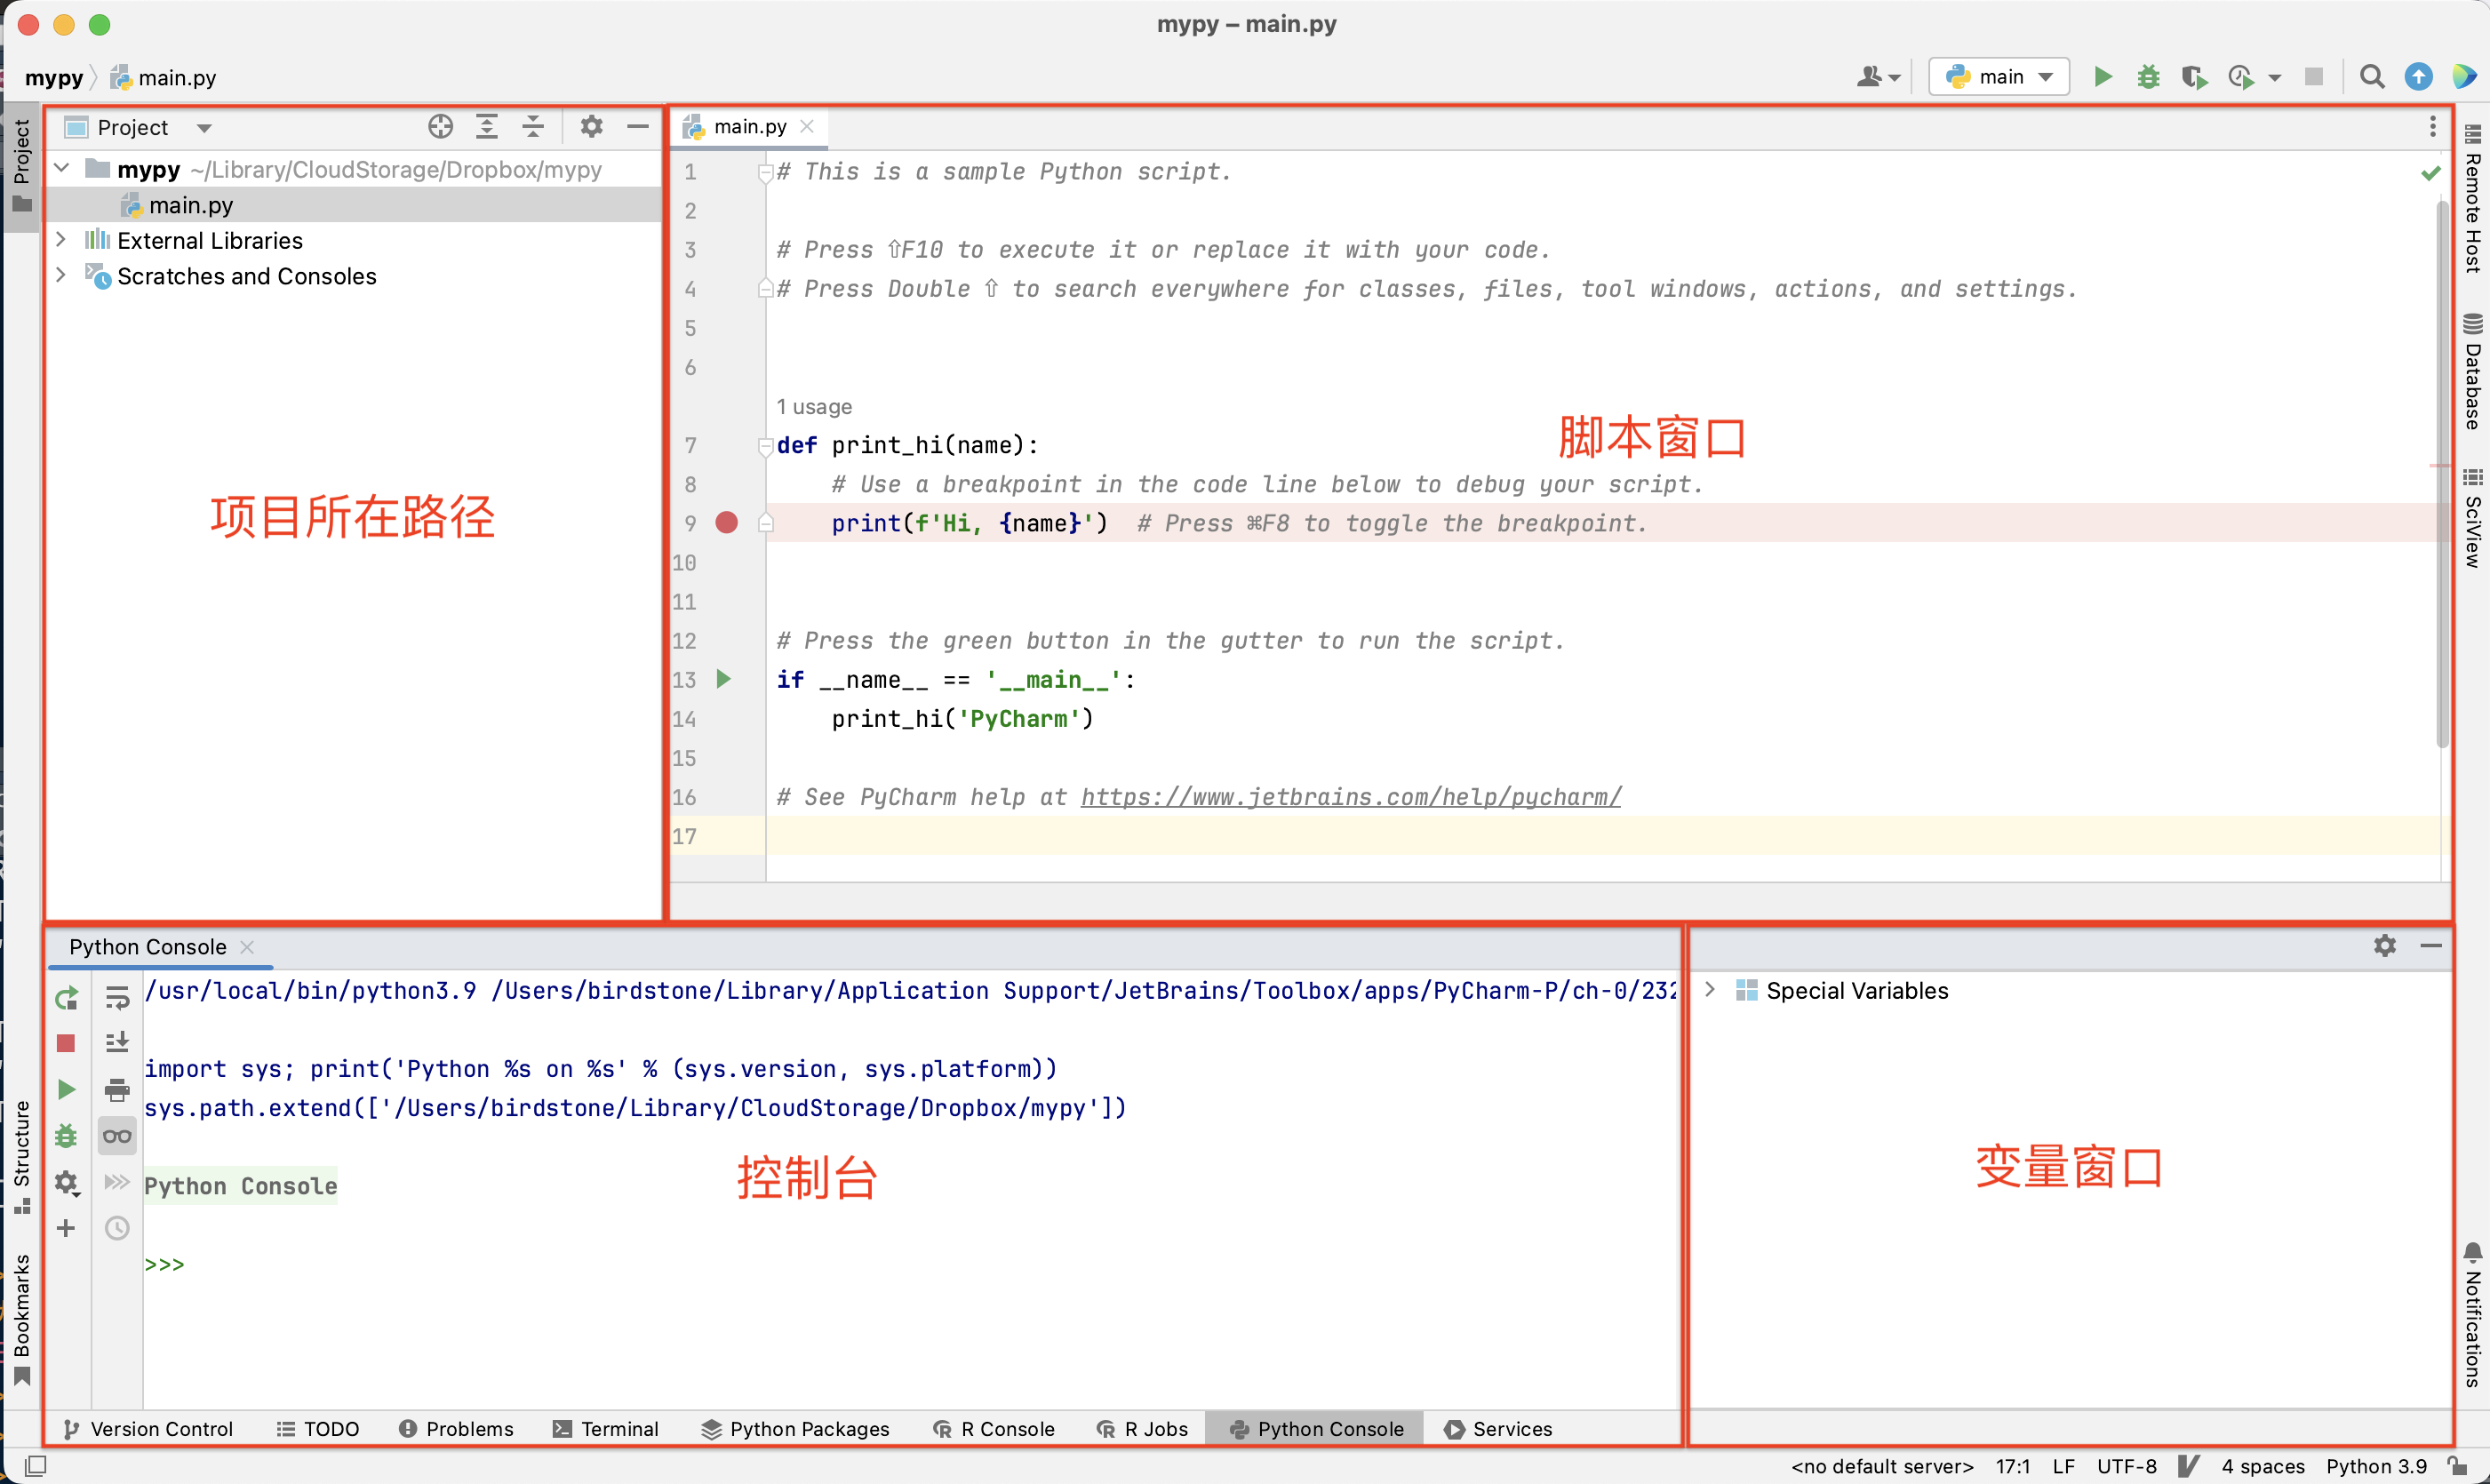 mypy – main.py
mypy main.py
main
Project
Project
mypy ~/Library/CloudStorage/Dropbox/mypy
main.py
External Libraries
Scratches and Consoles
项目所在路径
main.py
1 # This is a sample Python script.
2
3 # Press ⇧F10 to execute it or replace it with your code.
4 # Press Double ⇧ to search everywhere for classes, files, tool windows, actions, and settings.
5
6
1 usage
7 def print_hi(name):
8 # Use a breakpoint in the code line below to debug your script.
9 print(f'Hi, {name}') # Press ⌘F8 to toggle the breakpoint.
10
11
12 # Press the green button in the gutter to run the script.
13 if __name__ == '__main__':
14 print_hi('PyCharm')
15
16 # See PyCharm help at https://www.jetbrains.com/help/pycharm/
17
脚本窗口
Remote Host
Database
SciView
Python Console
/usr/local/bin/python3.9 /Users/birdstone/Library/Application Support/JetBrains/Toolbox/apps/PyCharm-P/ch-0/232
import sys; print('Python %s on %s' % (sys.version, sys.platform))
sys.path.extend(['/Users/birdstone/Library/CloudStorage/Dropbox/mypy'])
Python Console
>>>
控制台
Special Variables
变量窗口
Structure
Bookmarks
Notifications
Version Control
TODO
Problems
Terminal
Python Packages
R Console
R Jobs
Python Console
Services
<no default server> 17:1 LF UTF-8 4 spaces Python 3.9